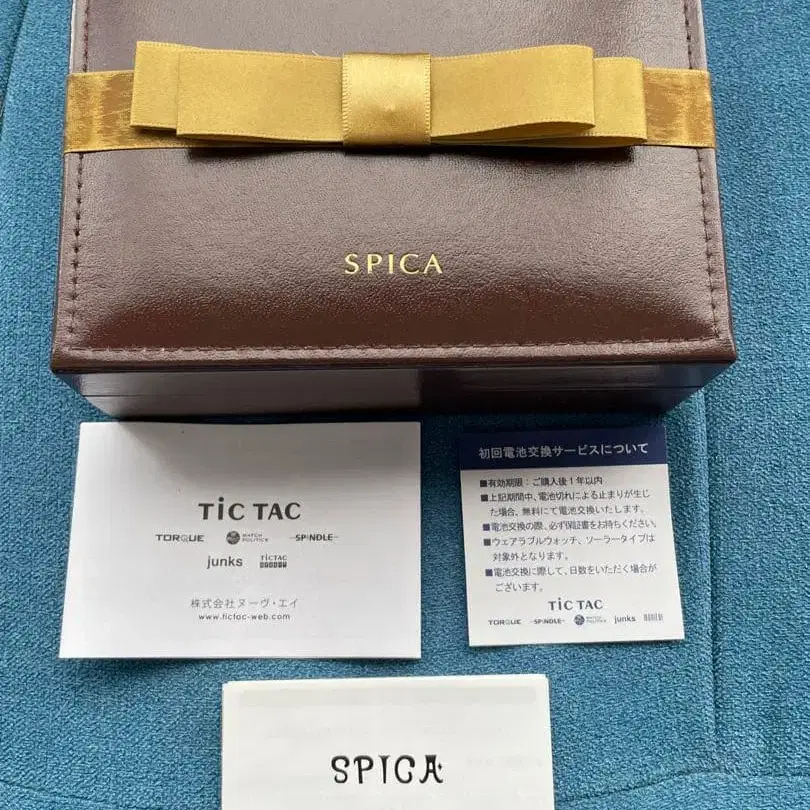 SPICA
TiC TAC
TORQUE WATCH POLITICS SPINDLE
junks TiCTAC
株式会社ヌーヴ・エイ
www.tictac-web.com
初回電池交換サービスについて
■有効期限：ご購入後1年以内
■上記期間中、電池切れによる止まりが生じ
た場合、無料にて電池交換いたします。
■電池交換の際、必ず保証書をお持ちください。
■ウェアラブルウォッチ、ソーラータイプは
対象外となります。
■電池交換に際して、日数をいただく場合が
ございます。
TiC TAC
TORQUE SPINDLE junks
SPICA